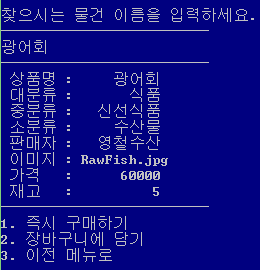 찾으시는 물건 이름을 입력하세요.
광어회
상품명 : 광어회
대분류 : 식품
중분류 : 신선식품
소분류 : 수산물
판매자 : 영철수산
이미지 : RawFish.jpg
가격 : 60000
재고 : 5
1. 즉시 구매하기
2. 장바구니에 담기
3. 이전 메뉴로